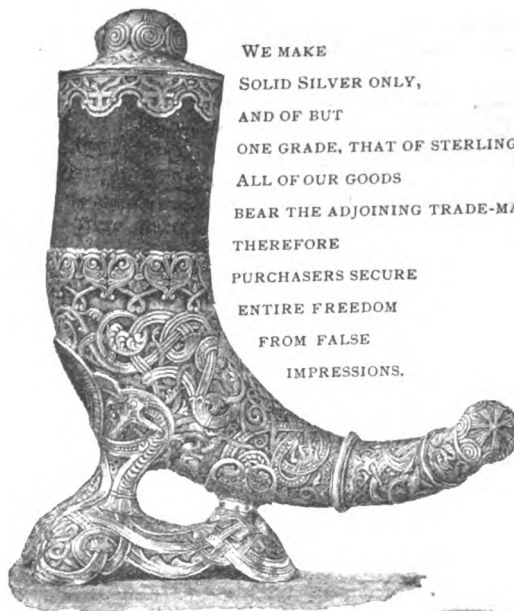 WE MAKE
SOLID SILVER ONLY,
AND OF BUT
ONE GRADE, THAT OF STERLING
ALL OF OUR GOODS
BEAR THE ADJOINING TRADE-MA
THEREFORE
PURCHASERS SECURE
ENTIRE FREEDOM
FROM FALSE
IMPRESSIONS.